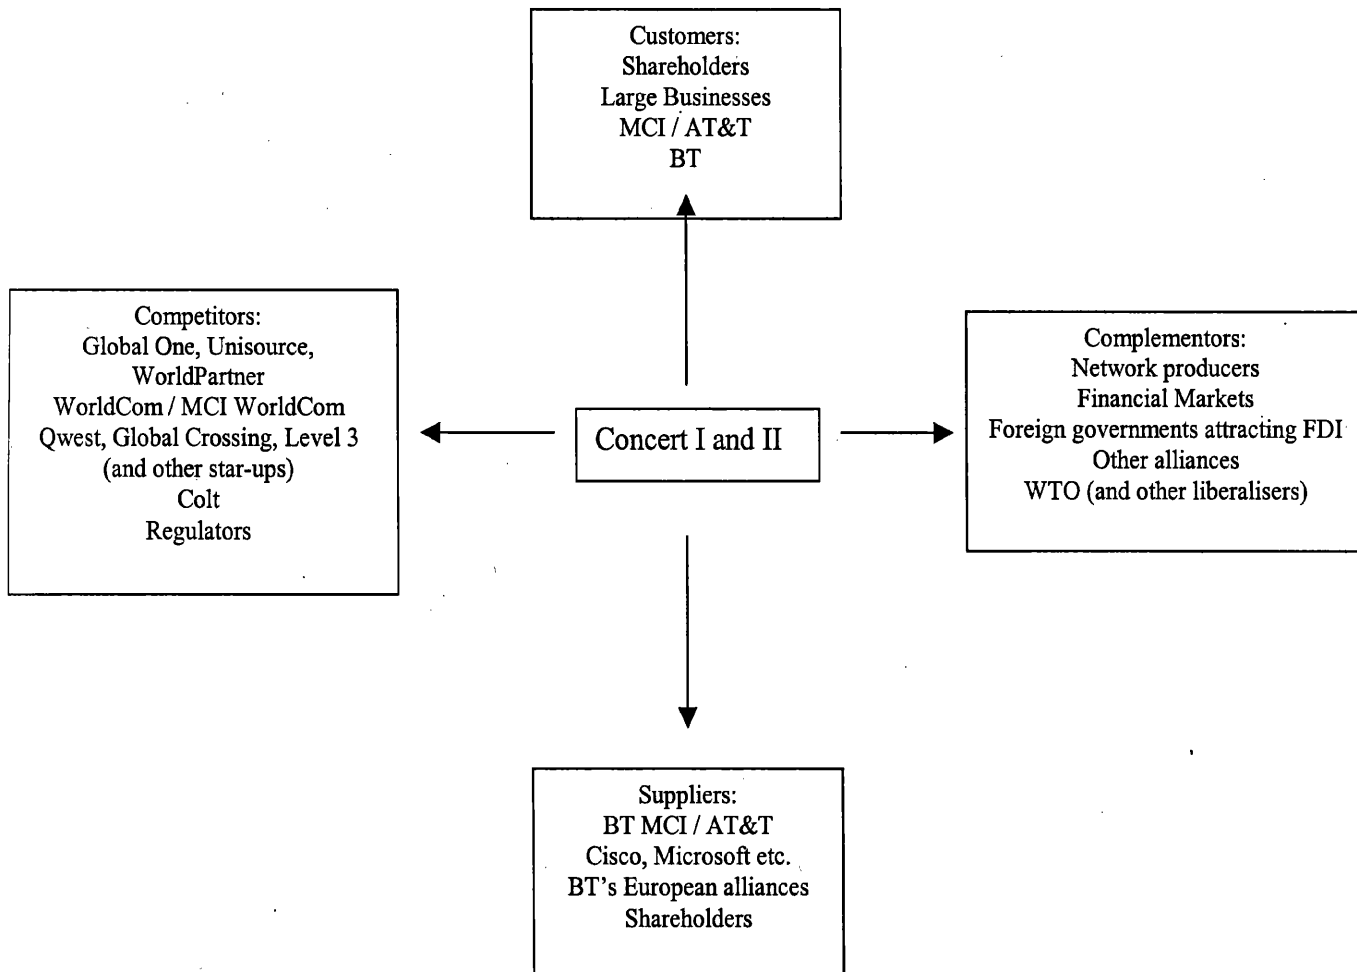 Customers:
Shareholders
Large Businesses
MCI / AT&T
BT
Competitors:
Global One, Unisource,
WorldPartner
WorldCom / MCI WorldCom
Qwest, Global Crossing, Level 3
(and other star-ups)
Colt
Regulators
Concert I and II
Complementors:
Network producers
Financial Markets
Foreign governments attracting FDI
Other alliances
WTO (and other liberalisers)
Suppliers:
BT MCI / AT&T
Cisco, Microsoft etc.
BT's European alliances
Shareholders